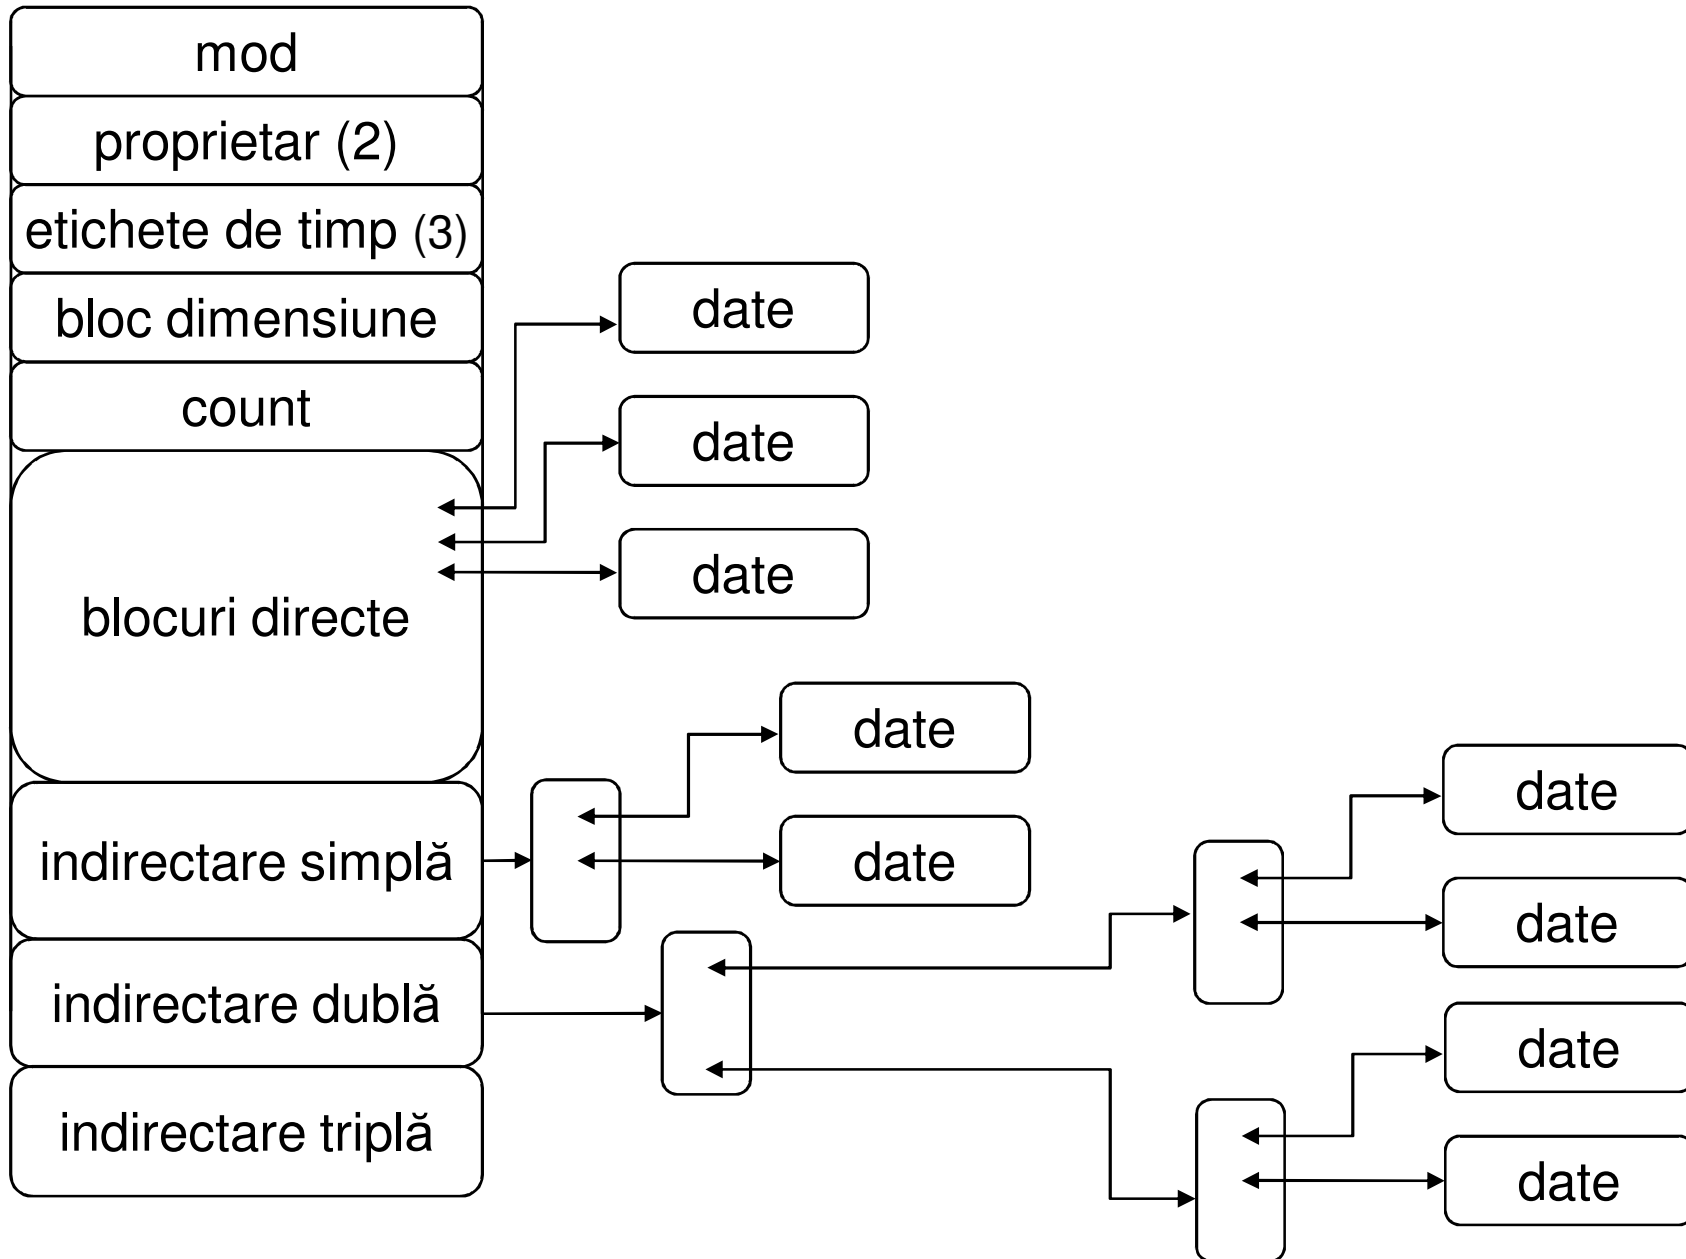 mod
proprietar (2)
etichete de timp (3)
bloc dimensiune
count
blocuri directe
indirectare simplă
indirectare dublă
indirectare triplă
date
date
date
date
date
date
date
date
date